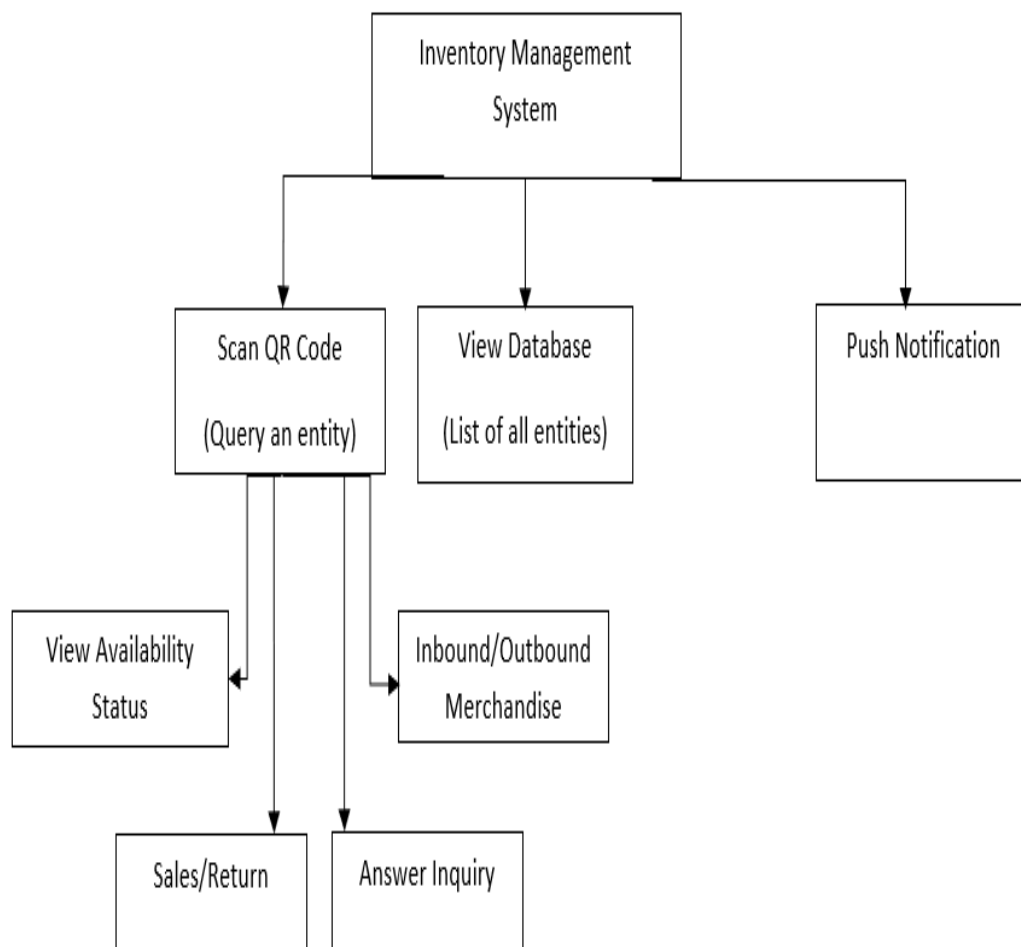 Inventory Management
System
Scan QR Code
(Query an entity)
View Database
(List of all entities)
Push Notification
View Availability
Status
Inbound/Outbound
Merchandise
Sales/Return
Answer Inquiry